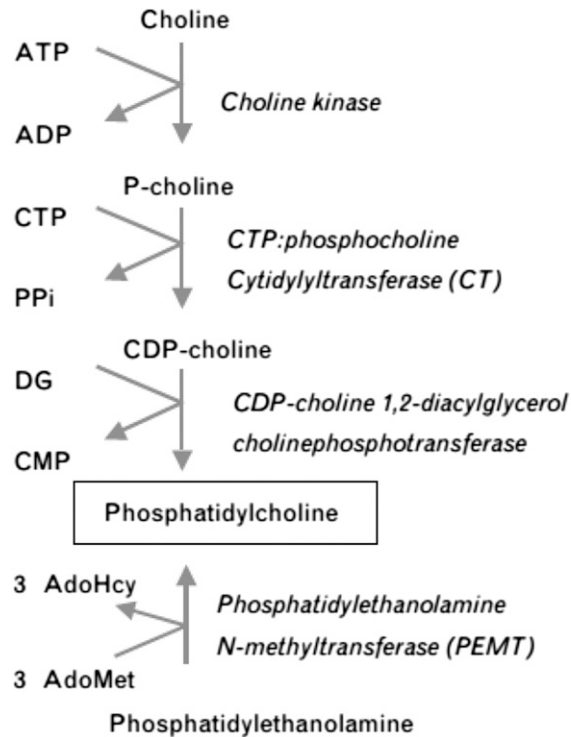 Choline
ATP
Choline kinase
ADP
P-choline
CTP
CTP:phosphocholine
Cytidylyltransferase (CT)
PPi
CDP-choline
DG
CDP-choline 1,2-diacylglycerol
cholinephosphotransferase
CMP
Phosphatidylcholine
3 AdoHcy
Phosphatidylethanolamine
N-methyltransferase (PEMT)
3 AdoMet
Phosphatidylethanolamine